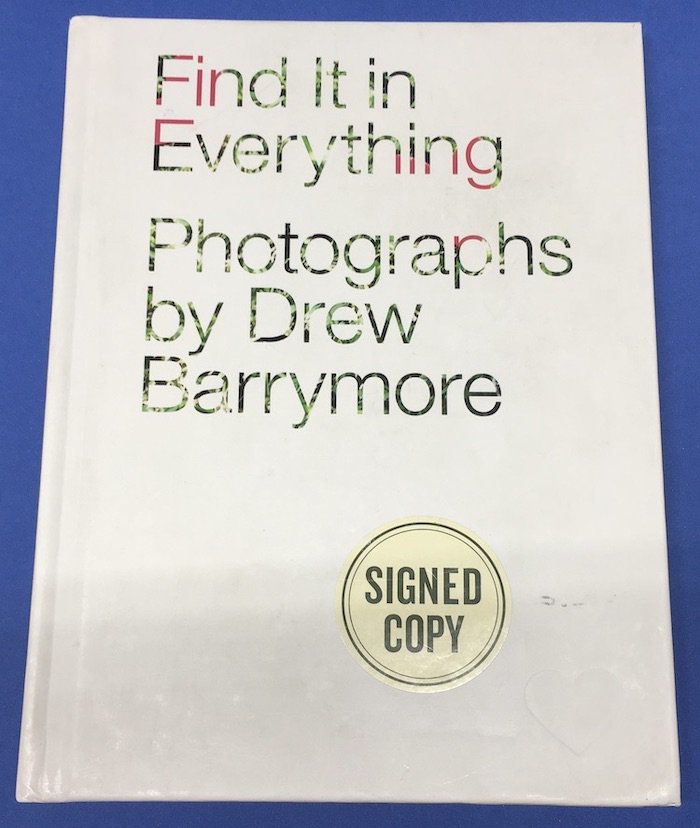 Find It in
Everything
Photographs
by Drew
Barrymore
SIGNED
COPY